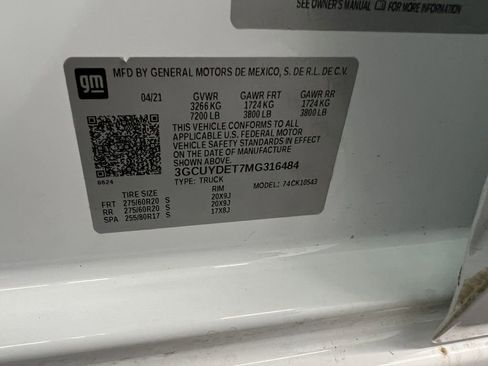 SEE OWNER'S MANUAL FOR MORE INFORMATION
gm
MFD BY GENERAL MOTORS DE MEXICO, S. DE R.L. DE C.V.
04/21 GVWR GAWR FRT GAWR RR
3266 KG 1724 KG 1724 KG
7200 LB 3800 LB 3800 LB
THIS VEHICLE CONFORMS TO ALL
APPLICABLE U.S. FEDERAL MOTOR
VEHICLE SAFETY STANDARDS IN EFFECT
ON THE DATE OF MANUFACTURE SHOWN ABOVE.
3GCUYDET7MG316484
6624 TYPE: TRUCK MODEL: 74CK10543
TIRE SIZE RIM
FRT 275/60R20 S 20X9J
RR 275/60R20 S 20X9J
SPA 255/80R17 S 17X8J